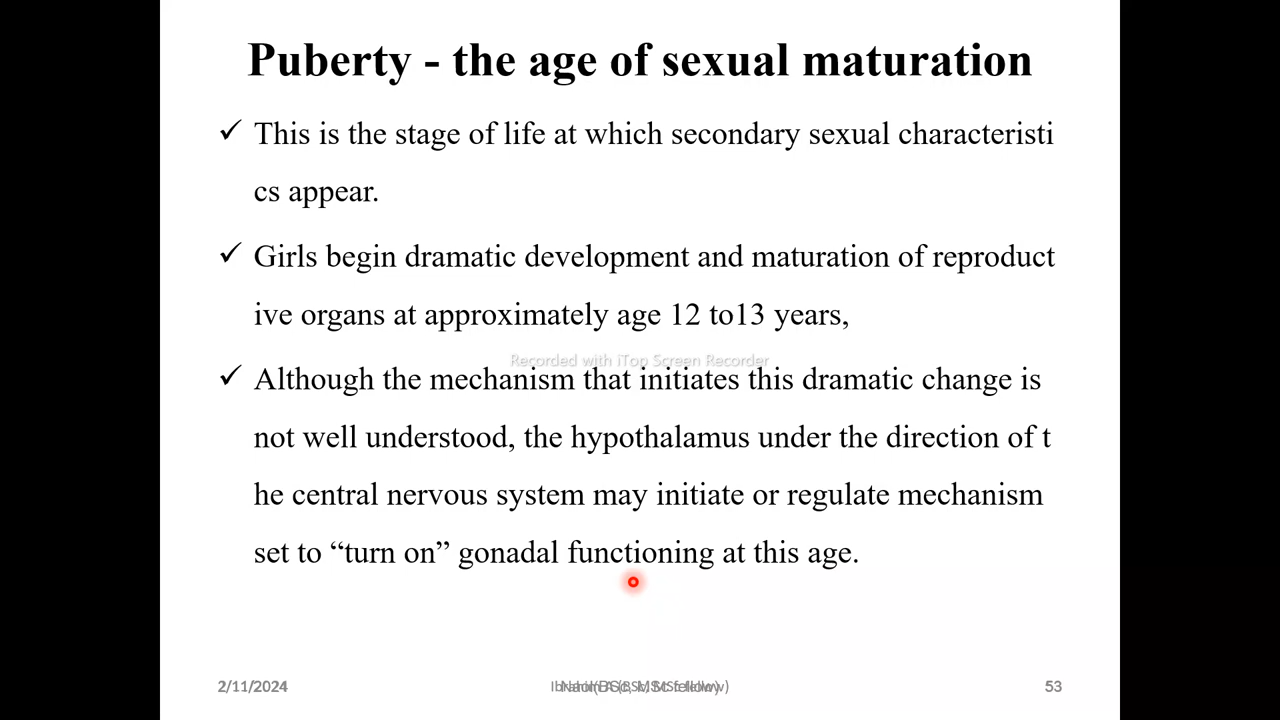 Puberty - the age of sexual maturation
✓ This is the stage of life at which secondary sexual characteristi
cs appear.
✓ Girls begin dramatic development and maturation of reproduct
ive organs at approximately age 12 to13 years,
Recorded with iTop Screen Recorder
✓ Although the mechanism that initiates this dramatic change is
not well understood, the hypothalamus under the direction of t
he central nervous system may initiate or regulate mechanism
set to “turn on” gonadal functioning at this age.
2/11/2024
53